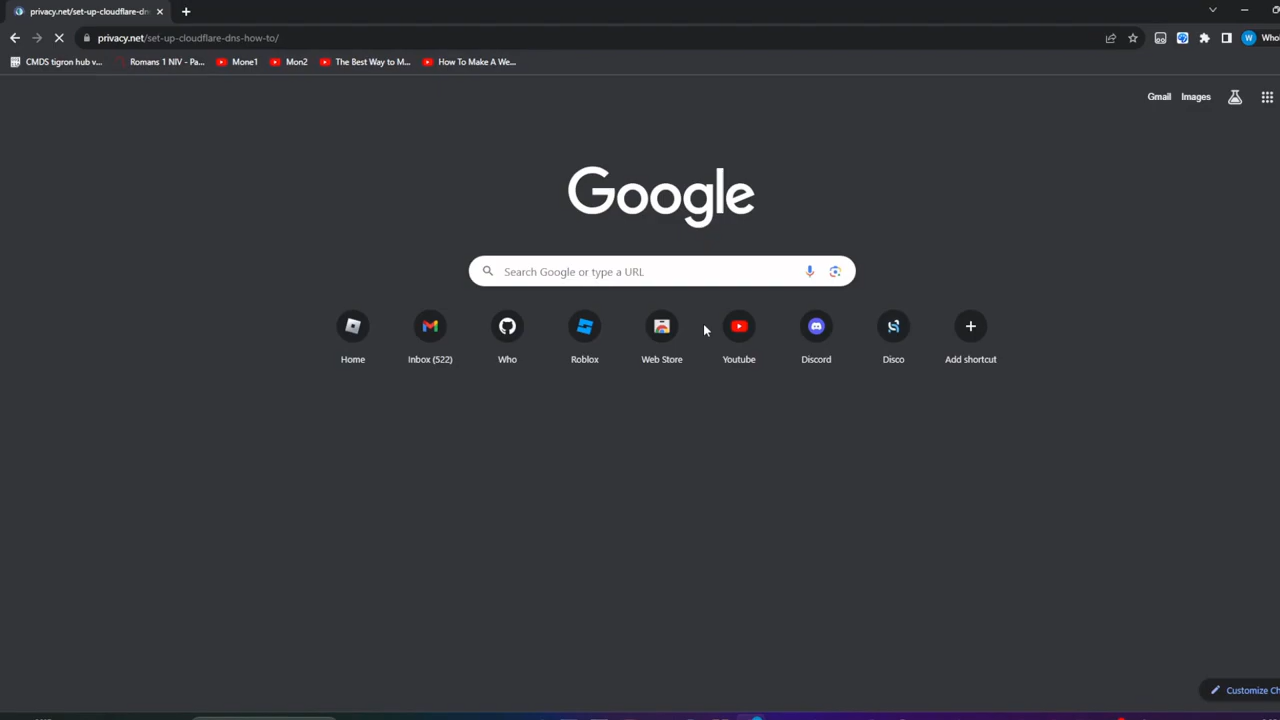 privacy.net/set-up-cloudflare-dns
privacy.net/set-up-cloudflare-dns-how-to/
W Who
CMDS tigron hub v... Romans 1 NIV - Pa... Mone1 Mon2 The Best Way to M... How To Make A We...
Gmail Images
Google
Search Google or type a URL
Home Inbox (522) Who Roblox Web Store Youtube Discord Disco Add shortcut
Customize Ch